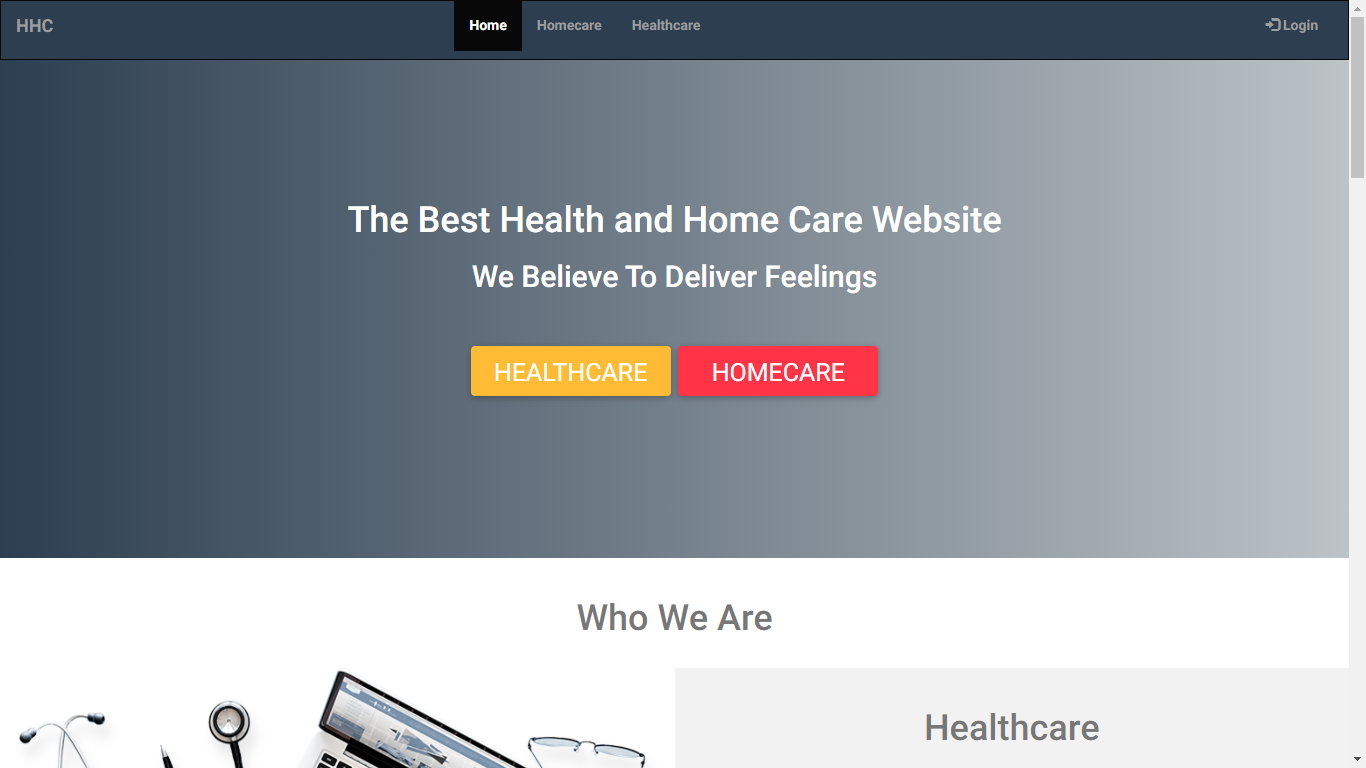 HHC
Home
Homecare
Healthcare
Login
The Best Health and Home Care Website
We Believe To Deliver Feelings
HEALTHCARE
HOMECARE
Who We Are
Healthcare